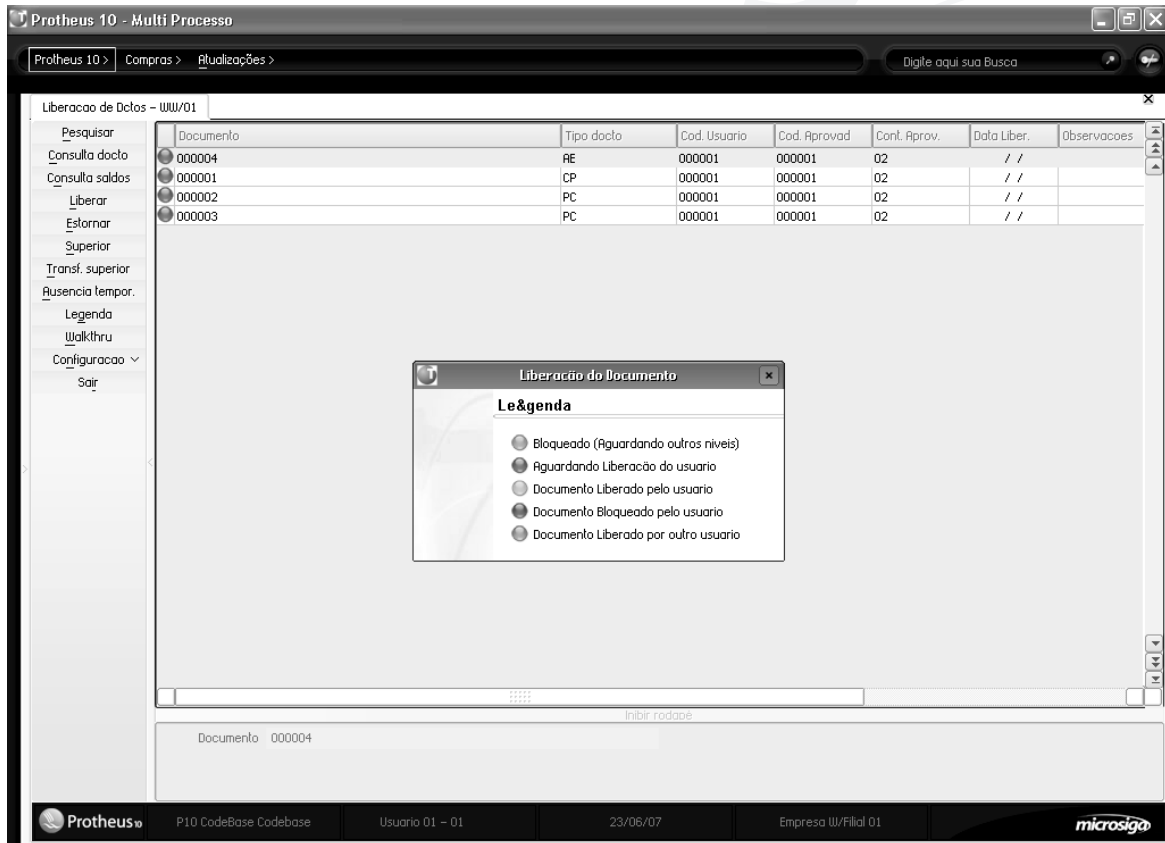 Protheus 10 - Multi Processo
Protheus 10 > Compras > Atualizações > Digite aqui sua Busca
Liberacao de Dctos – WW/01
Pesquisar
Consulta docto
Consulta saldos
Liberar
Estornar
Superior
Transf. superior
Ausencia tempor.
Legenda
Walkthru
Configuracao
Sair
Documento Tipo docto Cod. Usuario Cod. Aprovad Cont. Aprov. Data Liber. Observacoes
000004 AE 000001 000001 02 / /
000001 CP 000001 000001 02 / /
000002 PC 000001 000001 02 / /
000003 PC 000001 000001 02 / /
Liberacão do Documento
Le&genda
Bloqueado (Aguardando outros niveis)
Aguardando Liberacão do usuario
Documento Liberado pelo usuario
Documento Bloqueado pelo usuario
Documento Liberado por outro usuario
Inibir rodapé
Documento 000004
Protheus10 P10 CodeBase Codebase Usuario 01 – 01 23/06/07 Empresa W/Filial 01 microsiga